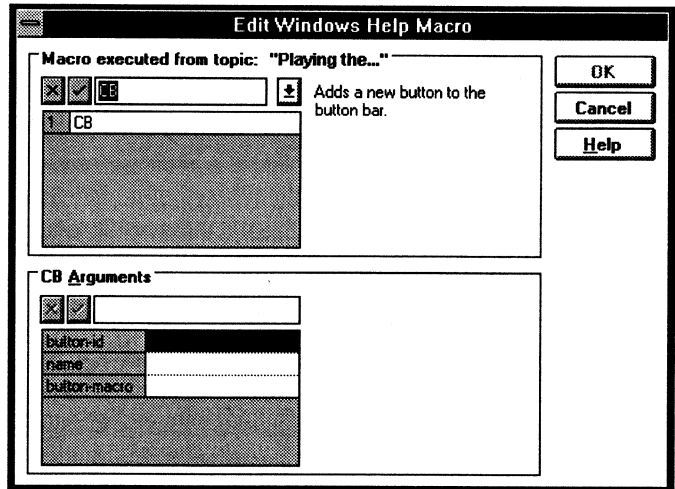 Edit Windows Help Macro
Macro executed from topic: "Playing the..."
CB
Adds a new button to the
button bar.
1 CB
OK
Cancel
Help
CB Arguments
button-id
name
button-macro